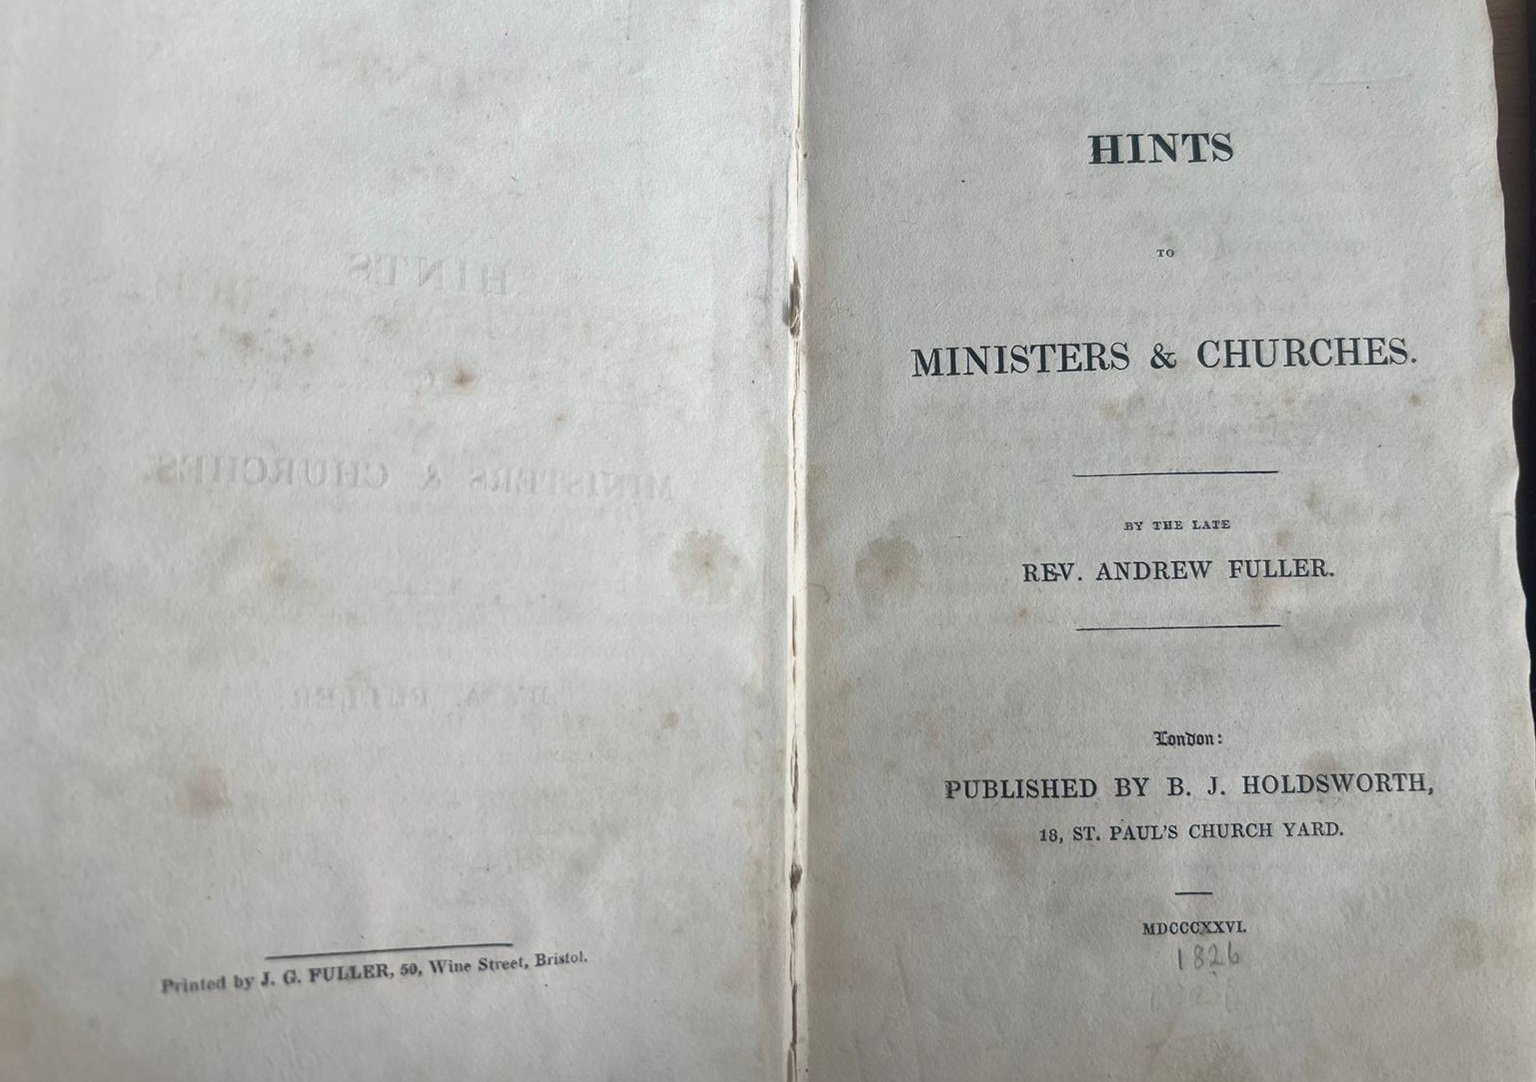 Printed by J. G. FULLER, 50, Wine Street, Bristol.
HINTS
TO
MINISTERS & CHURCHES.
BY THE LATE
REV. ANDREW FULLER.
London:
PUBLISHED BY B. J. HOLDSWORTH,
18, ST. PAUL'S CHURCH YARD.
MDCCCXXVI.
1826